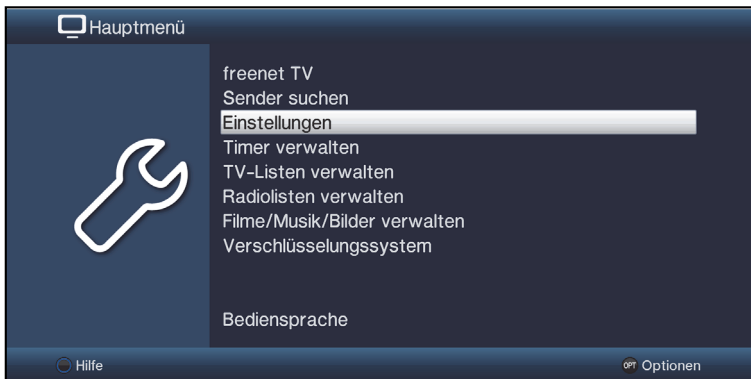 Hauptmenü
freenet TV
Sender suchen
Einstellungen
Timer verwalten
TV-Listen verwalten
Radiolisten verwalten
Filme/Musik/Bilder verwalten
Verschlüsselungssystem
Bediensprache
Hilfe
OPT Optionen